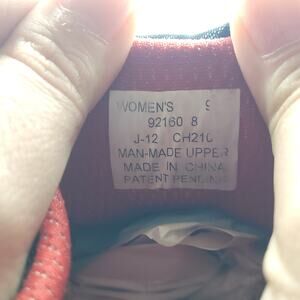 WOMEN'S 9
92160 8
J-12 CH210
MAN-MADE UPPER
MADE IN CHINA
PATENT PENDING